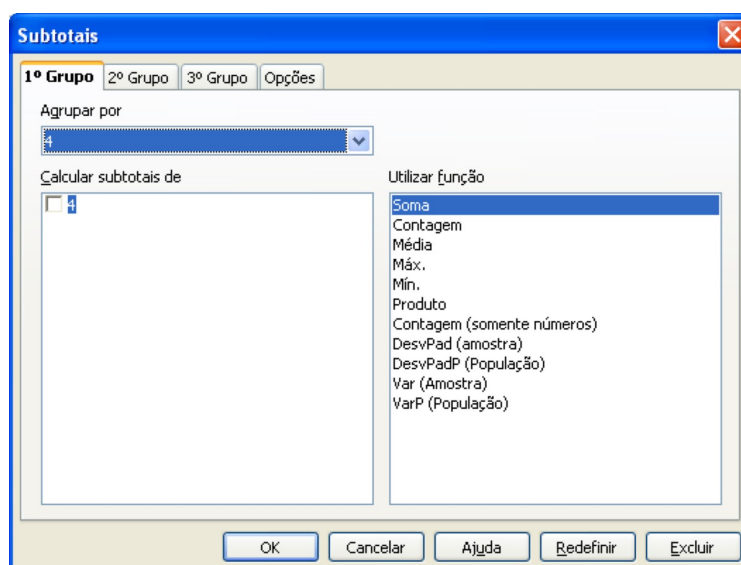 Subtotais
1º Grupo 2º Grupo 3º Grupo Opções
Agrupar por
4
Calcular subtotais de
4
Utilizar função
Soma
Contagem
Média
Máx.
Mín.
Produto
Contagem (somente números)
DesvPad (amostra)
DesvPadP (População)
Var (Amostra)
VarP (População)
OK Cancelar Ajuda Redefinir Excluir